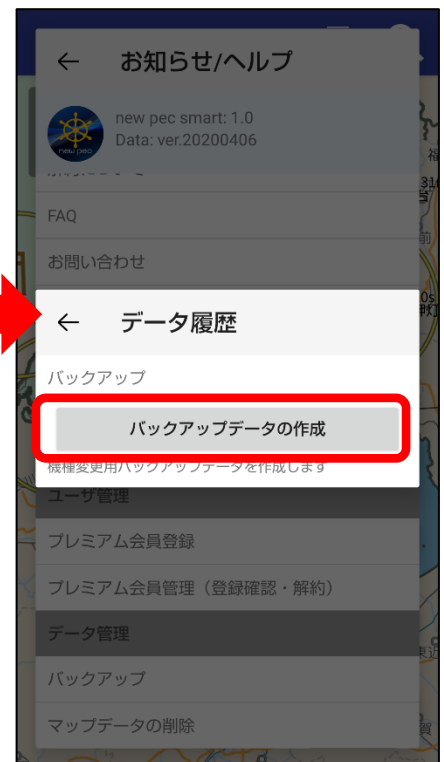 ← お知らせ/ヘルプ
new pec smart: 1.0
Data: ver.20200406
new pec
FAQ
お問い合わせ
← データ履歴
バックアップ
バックアップデータの作成
機種変更用バックアップデータを作成します
ユーザ管理
プレミアム会員登録
プレミアム会員管理（登録確認・解約）
データ管理
バックアップ
マップデータの削除